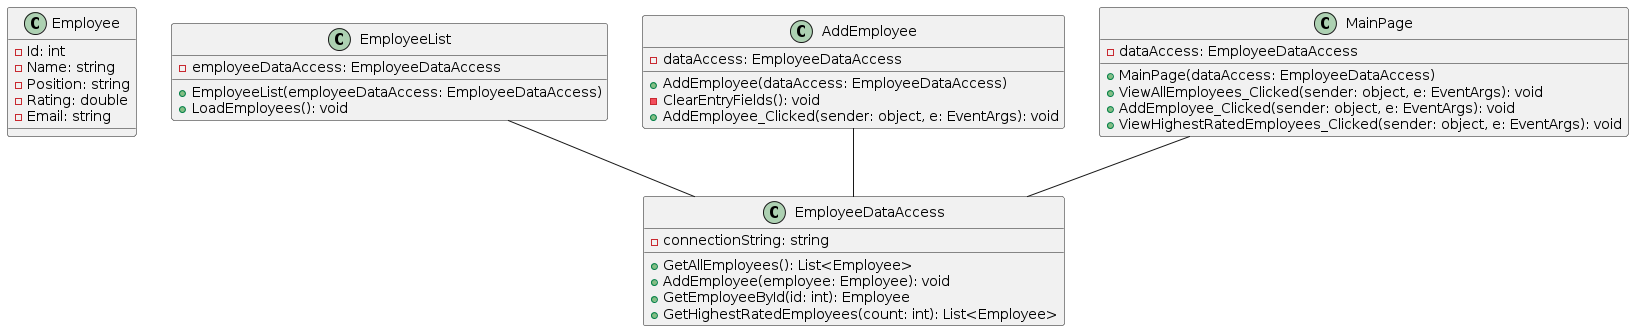 C Employee
Id: int
Name: string
Position: string
Rating: double
Email: string
C EmployeeList
employeeDataAccess: EmployeeDataAccess
EmployeeList(employeeDataAccess: EmployeeDataAccess)
LoadEmployees(): void
C AddEmployee
dataAccess: EmployeeDataAccess
AddEmployee(dataAccess: EmployeeDataAccess)
ClearEntryFields(): void
AddEmployee_Clicked(sender: object, e: EventArgs): void
C MainPage
dataAccess: EmployeeDataAccess
MainPage(dataAccess: EmployeeDataAccess)
ViewAllEmployees_Clicked(sender: object, e: EventArgs): void
AddEmployee_Clicked(sender: object, e: EventArgs): void
ViewHighestRatedEmployees_Clicked(sender: object, e: EventArgs): void
C EmployeeDataAccess
connectionString: string
GetAllEmployees(): List<Employee>
AddEmployee(employee: Employee): void
GetEmployeeById(id: int): Employee
GetHighestRatedEmployees(count: int): List<Employee>